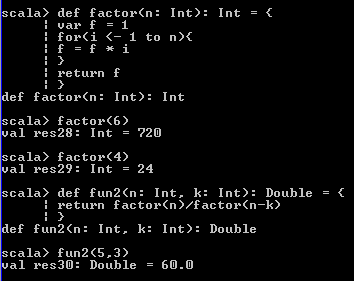 scala> def factor(n: Int): Int = {
| var f = 1
| for(i <- 1 to n){
| f = f * i
| }
| return f
| }
def factor(n: Int): Int
scala> factor(6)
val res28: Int = 720
scala> factor(4)
val res29: Int = 24
scala> def fun2(n: Int, k: Int): Double = {
| return factor(n)/factor(n-k)
| }
def fun2(n: Int, k: Int): Double
scala> fun2(5,3)
val res30: Double = 60.0